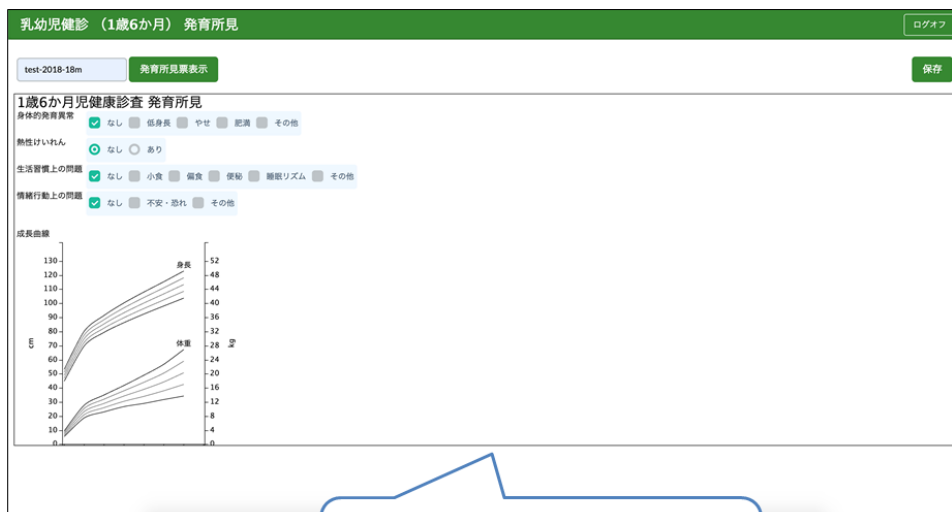 乳幼児健診 （1歳6か月） 発育所見
ログオフ
test-2018-18m
発育所見票表示
保存
1歳6か月児健康診査 発育所見
身体的発育異常 なし 低身長 やせ 肥満 その他
熱性けいれん なし あり
生活習慣上の問題 なし 小食 偏食 便秘 睡眠リズム その他
情緒行動上の問題 なし 不安・恐れ その他
成長曲線
130 52
120 48
110 44
100 40
90 36
80 32
70 28
60 24
50 20
40 16
30 12
20 8
10 4
0 0
cm
kg
身長
体重